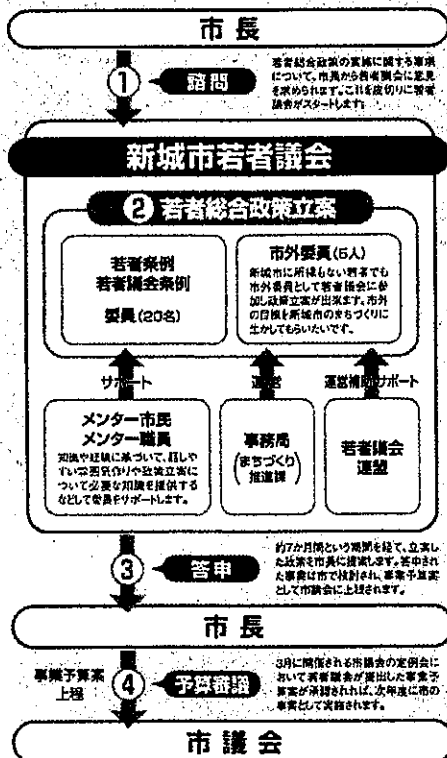 市長
① 諮問
若者総合政策の実施に関する事項
について、市長から若者議会に意見
を求められます。これを皮切りに若者
議会がスタートします。
新城市若者議会
② 若者総合政策立案
若者条例
若者議会条例
委員(20名)
市外委員(5人)
新城市に所縁もない若者でも
市外委員として若者議会に参
加し政策立案が出来ます。市外
の目線を新城市のまちづくりに
生かしてもらいたいです。
サポート
運営
運営補助サポート
メンター市民
メンター職員
知識や経験に基づいて、話しや
すい雰囲気作りや政策立案に
ついて必要な知識を提供する
などして委員をサポートします。
事務局
(まちづくり
推進課)
若者議会
連盟
③ 答申
約7か月間という期間を経て、立案し
た政策を市長に提案します。答申さ
れた事業は市で検討され、事業予算案
として市議会に上程されます。
市長
事業予算案
上程
④ 予算審議
3月に開催される市議会の定例会に
おいて若者議会が提出した事業予
算案が承認されれば、次年度に市の
事業として実施されます。
市議会